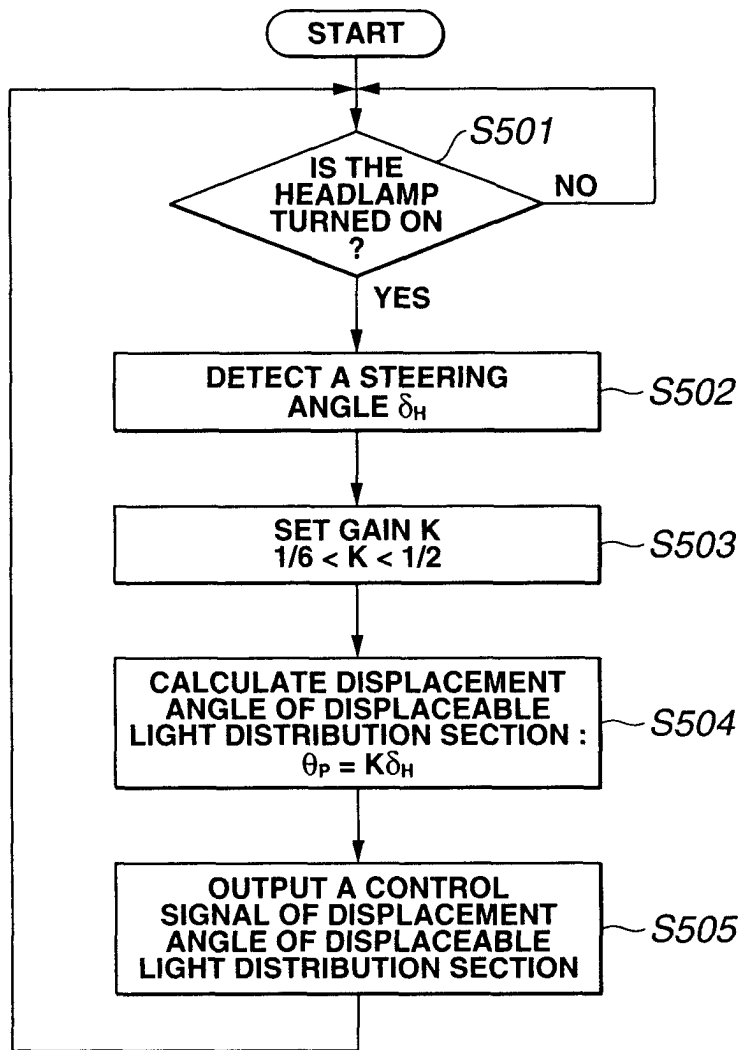 START
S501
IS THE
HEADLAMP
TURNED ON
?
NO
YES
DETECT A STEERING
ANGLE δH
S502
SET GAIN K
1/6 < K < 1/2
S503
CALCULATE DISPLACEMENT
ANGLE OF DISPLACEABLE
LIGHT DISTRIBUTION SECTION :
θP = KδH
S504
OUTPUT A CONTROL
SIGNAL OF DISPLACEMENT
ANGLE OF DISPLACEABLE
LIGHT DISTRIBUTION SECTION
S505